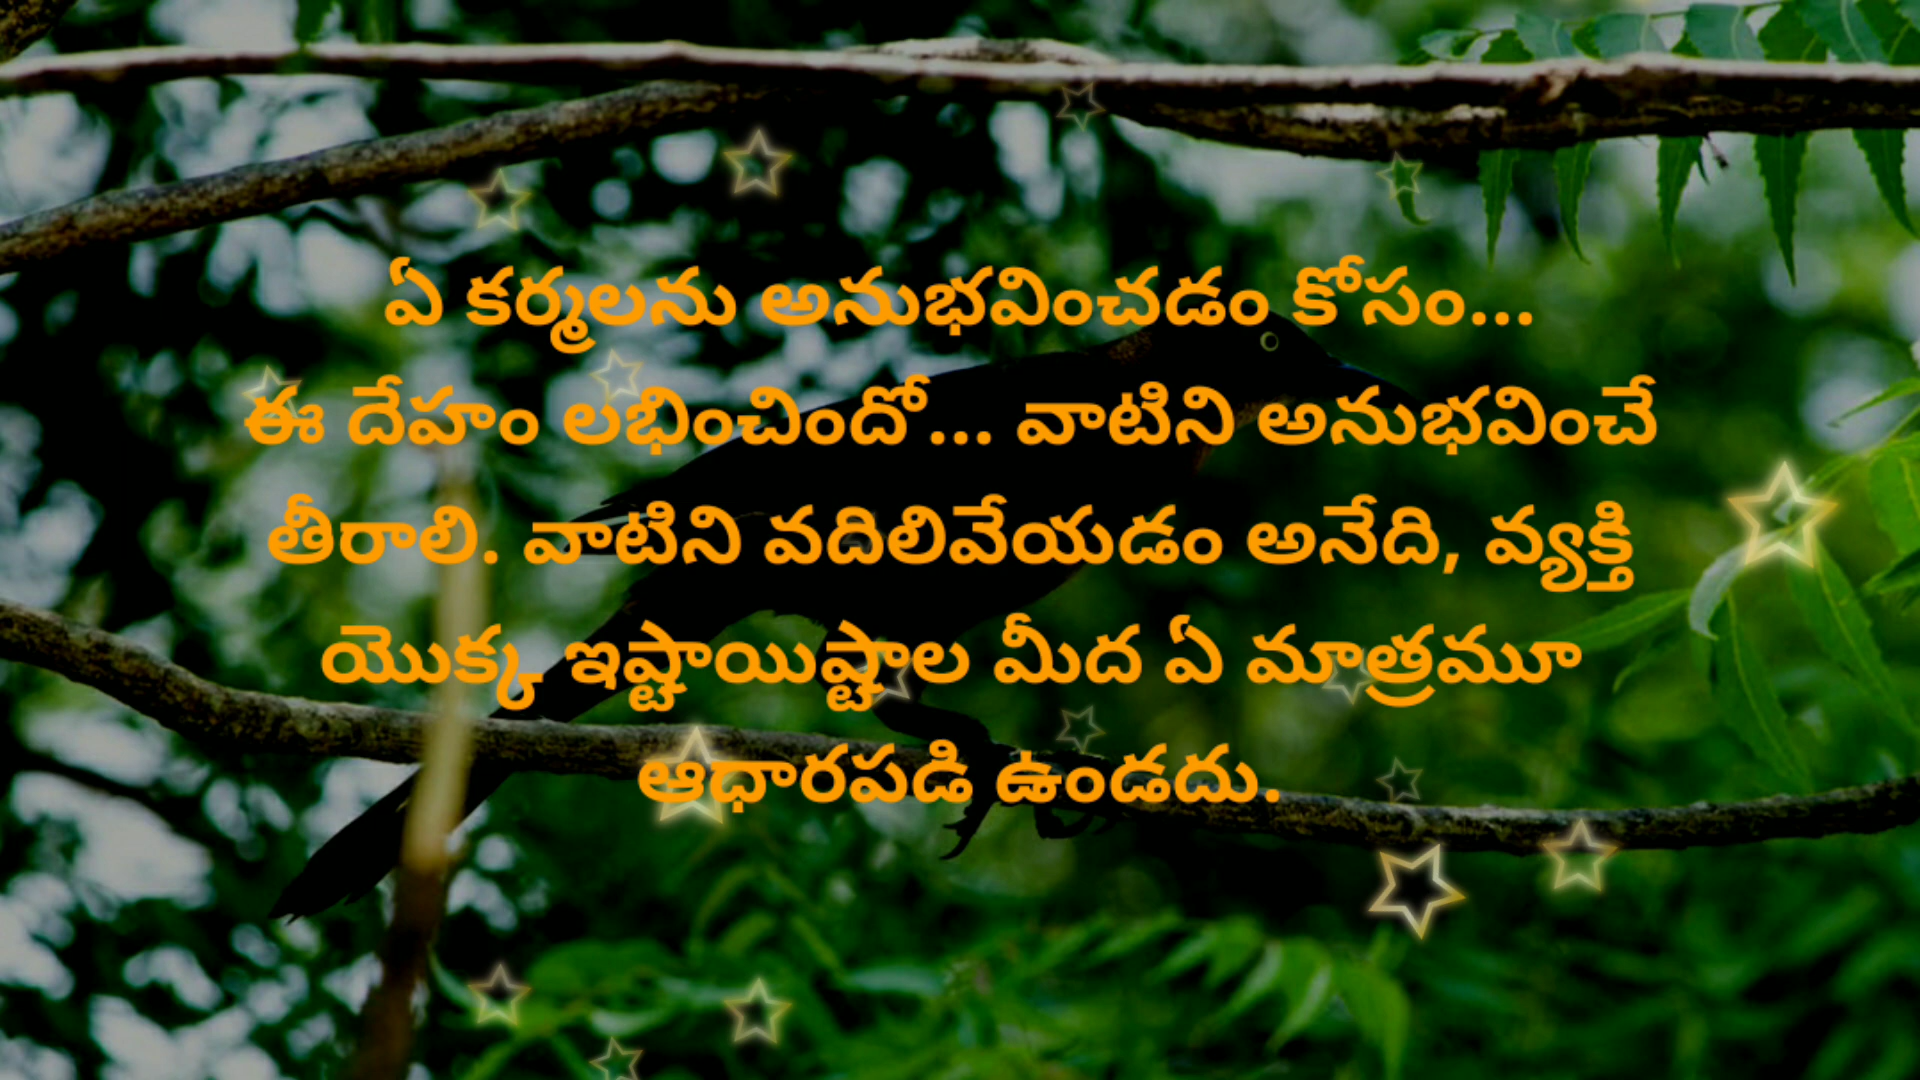 ఏ కర్మలను అనుభవించడం కోసం...
ఈ దేహం లభించిందో... వాటిని అనుభవించే
తీరాలి. వాటిని వదిలివేయడం అనేది, వ్యక్తి
యొక్క ఇష్టాయిష్టాల మీద ఏ మాత్రమూ
ఆధారపడి ఉండదు.